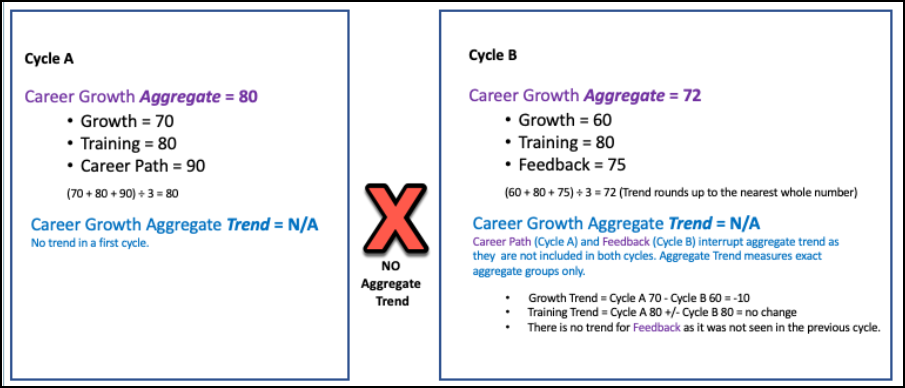 Cycle A
Career Growth Aggregate = 80
• Growth = 70
• Training = 80
• Career Path = 90
(70 + 80 + 90) ÷ 3 = 80
Career Growth Aggregate Trend = N/A
No trend in a first cycle.
X
NO
Aggregate
Trend
Cycle B
Career Growth Aggregate = 72
• Growth = 60
• Training = 80
• Feedback = 75
(60 + 80 + 75) ÷ 3 = 72 (Trend rounds up to the nearest whole number)
Career Growth Aggregate Trend = N/A
Career Path (Cycle A) and Feedback (Cycle B) interrupt aggregate trend as
they are not included in both cycles. Aggregate Trend measures exact
aggregate groups only.
• Growth Trend = Cycle A 70 - Cycle B 60 = -10
• Training Trend = Cycle A 80 +/- Cycle B 80 = no change
• There is no trend for Feedback as it was not seen in the previous cycle.